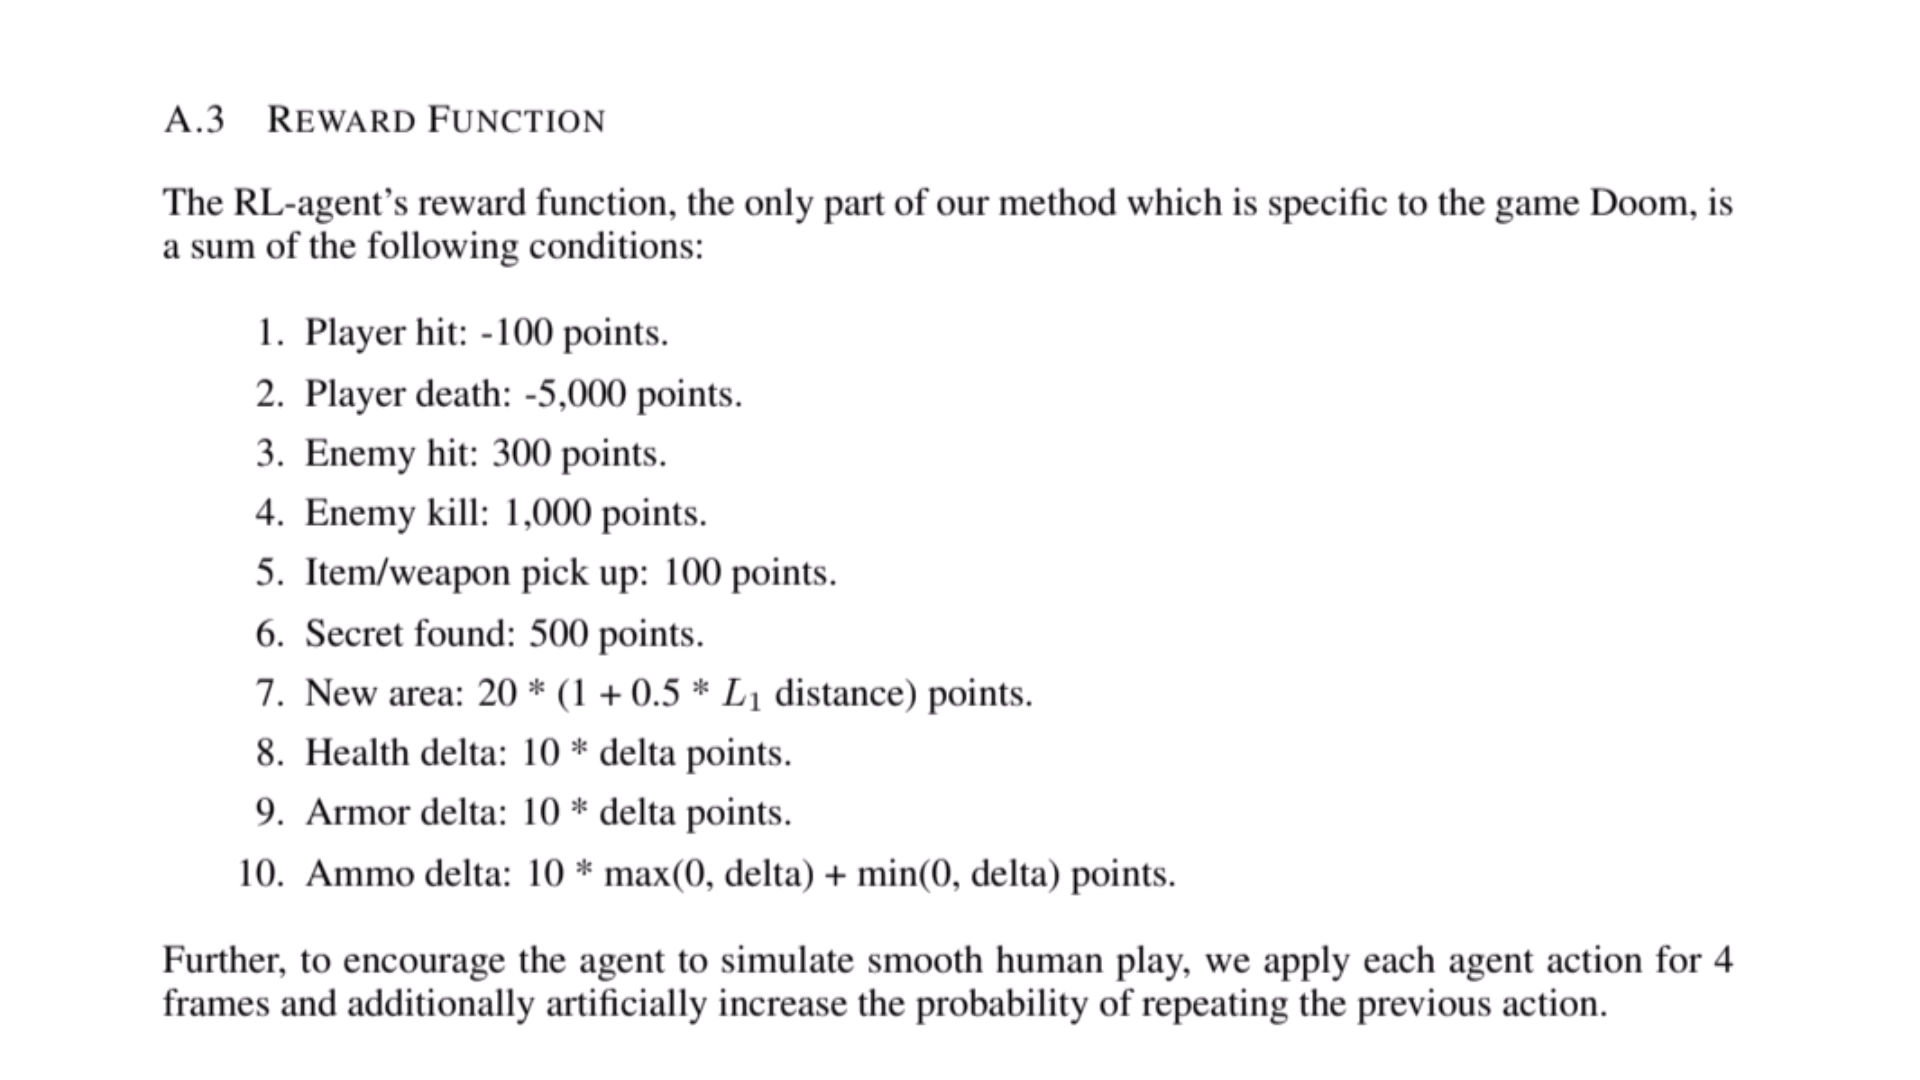 A.3 REWARD FUNCTION
The RL-agent’s reward function, the only part of our method which is specific to the game Doom, is
a sum of the following conditions:
1. Player hit: -100 points.
2. Player death: -5,000 points.
3. Enemy hit: 300 points.
4. Enemy kill: 1,000 points.
5. Item/weapon pick up: 100 points.
6. Secret found: 500 points.
7. New area: 20 * (1 + 0.5 * L₁ distance) points.
8. Health delta: 10 * delta points.
9. Armor delta: 10 * delta points.
10. Ammo delta: 10 * max(0, delta) + min(0, delta) points.
Further, to encourage the agent to simulate smooth human play, we apply each agent action for 4
frames and additionally artificially increase the probability of repeating the previous action.